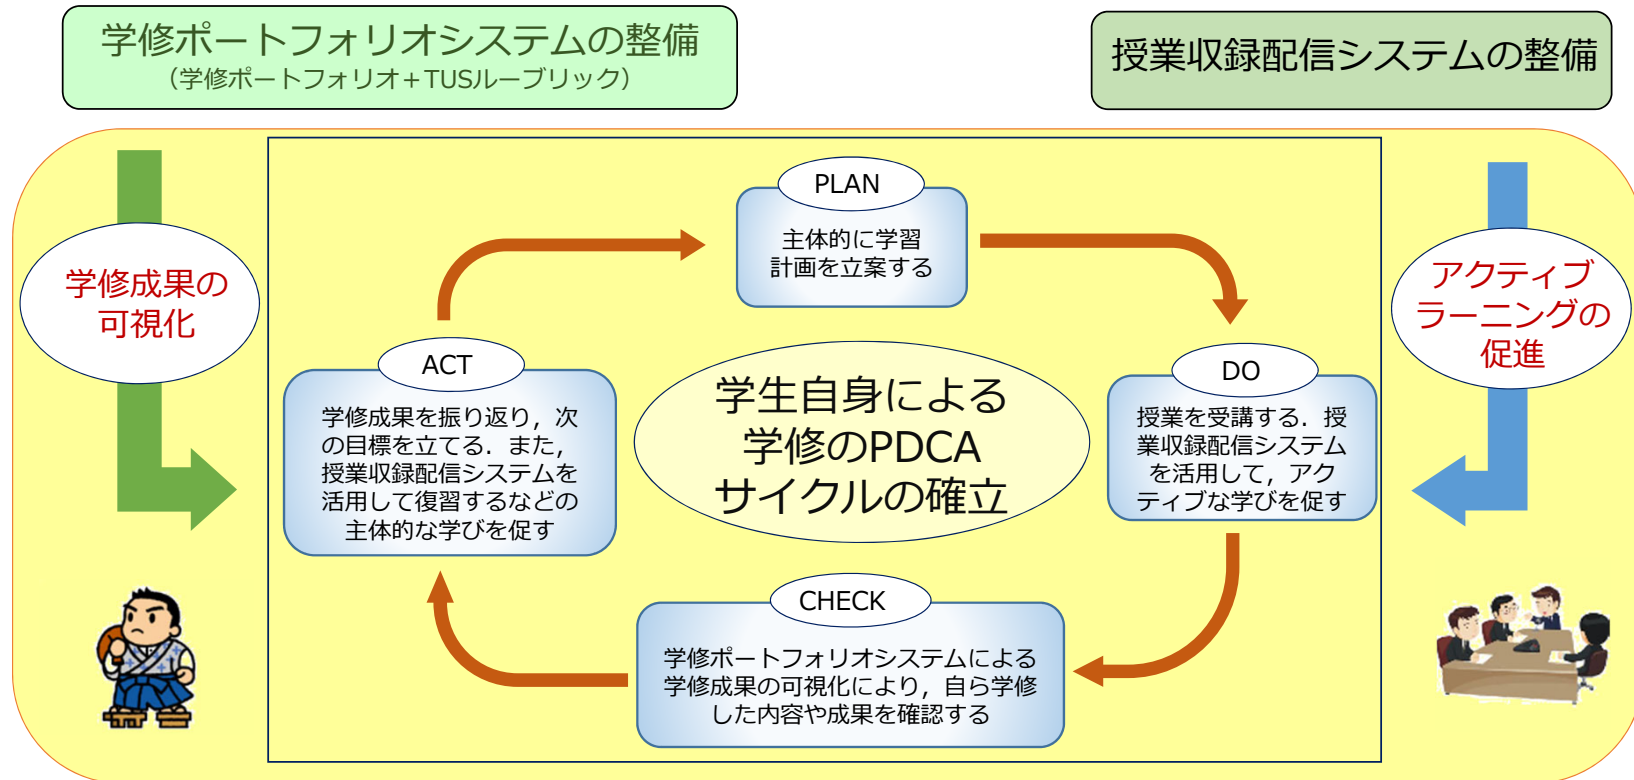 学修ポートフォリオシステムの整備
（学修ポートフォリオ＋TUSルーブリック）
授業収録配信システムの整備
学修成果の
可視化
アクティブ
ラーニングの
促進
PLAN
主体的に学習
計画を立案する
DO
授業を受講する．授
業収録配信システム
を活用して，アク
ティブな学びを促す
CHECK
学修ポートフォリオシステムによる
学修成果の可視化により，自ら学修
した内容や成果を確認する
ACT
学修成果を振り返り，次
の目標を立てる．また，
授業収録配信システムを
活用して復習するなどの
主体的な学びを促す
学生自身による
学修のPDCA
サイクルの確立